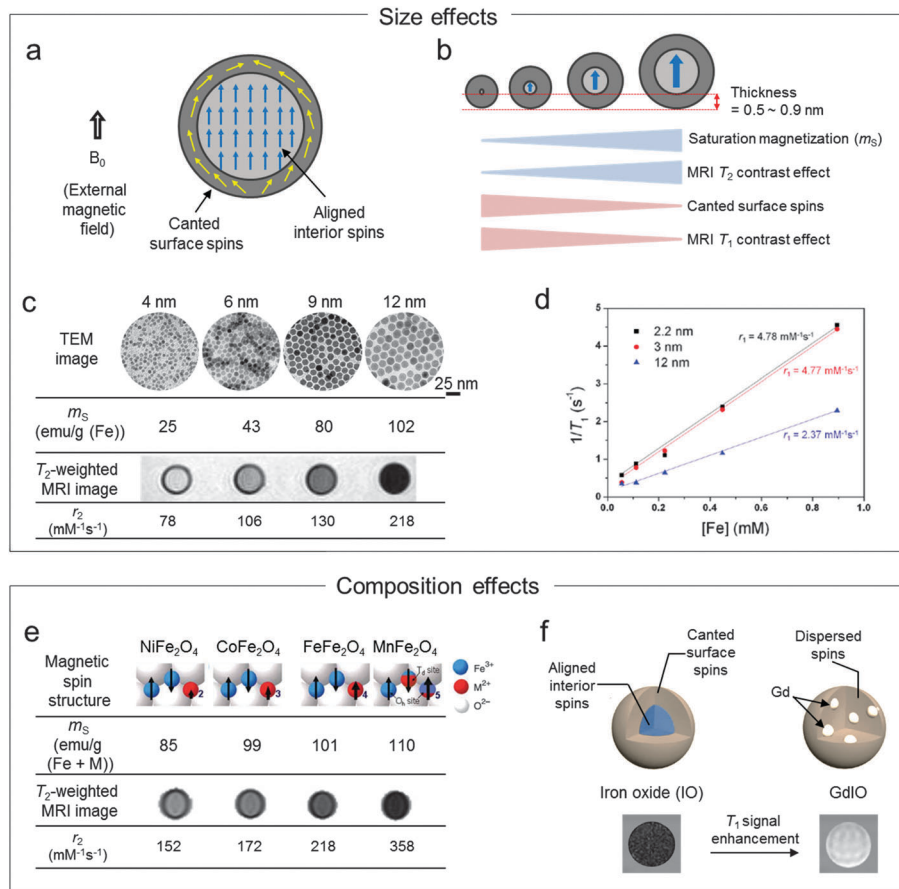 Size effects
a
B₀
(External
magnetic
field)
Canted
surface spins
Aligned
interior spins
b
Thickness
= 0.5 ~ 0.9 nm
Saturation magnetization (mS)
MRI T₂ contrast effect
Canted surface spins
MRI T₁ contrast effect
c
4 nm 6 nm 9 nm 12 nm
TEM
image
25 nm
mS
(emu/g (Fe))
25 43 80 102
T₂-weighted
MRI image
r₂
(mM⁻¹s⁻¹)
78 106 130 218
d
1/T₁ (s⁻¹)
5
4
3
2
1
0
2.2 nm
3 nm
12 nm
r₁ = 4.78 mM⁻¹s⁻¹
r₁ = 4.77 mM⁻¹s⁻¹
r₁ = 2.37 mM⁻¹s⁻¹
0.0 0.2 0.4 0.6 0.8 1.0
[Fe] (mM)
Composition effects
e
NiFe₂O₄ CoFe₂O₄ FeFe₂O₄ MnFe₂O₄
Magnetic
spin
structure
2 3 4 5
Td site
Oh site
Fe³⁺
M²⁺
O²⁻
mS
(emu/g
(Fe + M))
85 99 101 110
T₂-weighted
MRI image
r₂
(mM⁻¹s⁻¹)
152 172 218 358
f
Aligned
interior
spins
Canted
surface
spins
Dispersed
spins
Gd
Iron oxide (IO)
GdIO
T₁ signal
enhancement